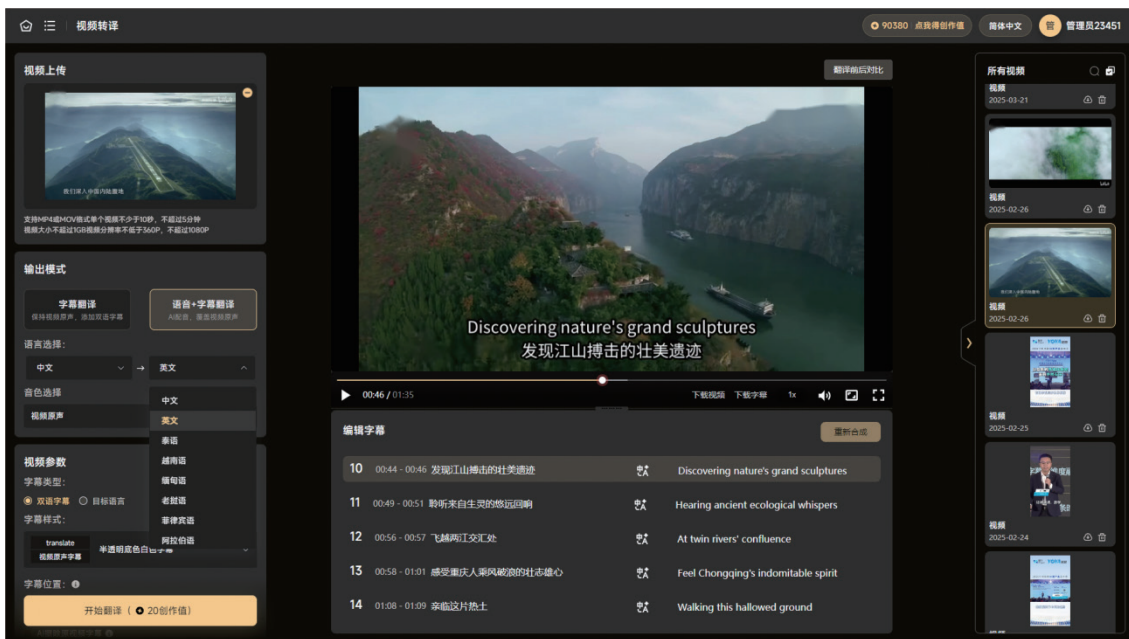 视频转译
90380 点我得创作值
简体中文
管
管理员23451
视频上传
我们深入中国内陆腹地
支持MP4或MOV格式单个视频不少于10秒，不超过5分钟
视频大小不超过1GB视频分辨率不低于360P，不超过1080P
输出模式
字幕翻译
保持视频原声，添加双语字幕
语音+字幕翻译
AI配音，覆盖视频原声
语言选择：
中文
→
英文
音色选择
视频原声
中文
英文
泰语
越南语
缅甸语
老挝语
菲律宾语
阿拉伯语
视频参数
字幕类型：
双语字幕
目标语言
字幕样式：
translate
视频原声字幕
半透明底色白色字幕
字幕位置：
开始翻译（ 20创作值）
翻译前后对比
Discovering nature's grand sculptures
发现江山搏击的壮美遗迹
00:46 / 01:35
下载视频 下载字幕 1x
编辑字幕
重新合成
10 00:44 - 00:46 发现江山搏击的壮美遗迹 Discovering nature's grand sculptures
11 00:49 - 00:51 聆听来自生灵的悠远回响 Hearing ancient ecological whispers
12 00:56 - 00:57 飞越两江交汇处 At twin rivers' confluence
13 00:58 - 01:01 感受重庆人乘风破浪的壮志雄心 Feel Chongqing's indomitable spirit
14 01:08 - 01:09 亲临这片热土 Walking this hallowed ground
所有视频
视频
2025-03-21
视频
2025-02-26
视频
2025-02-26
视频
2025-02-25
视频
2025-02-24